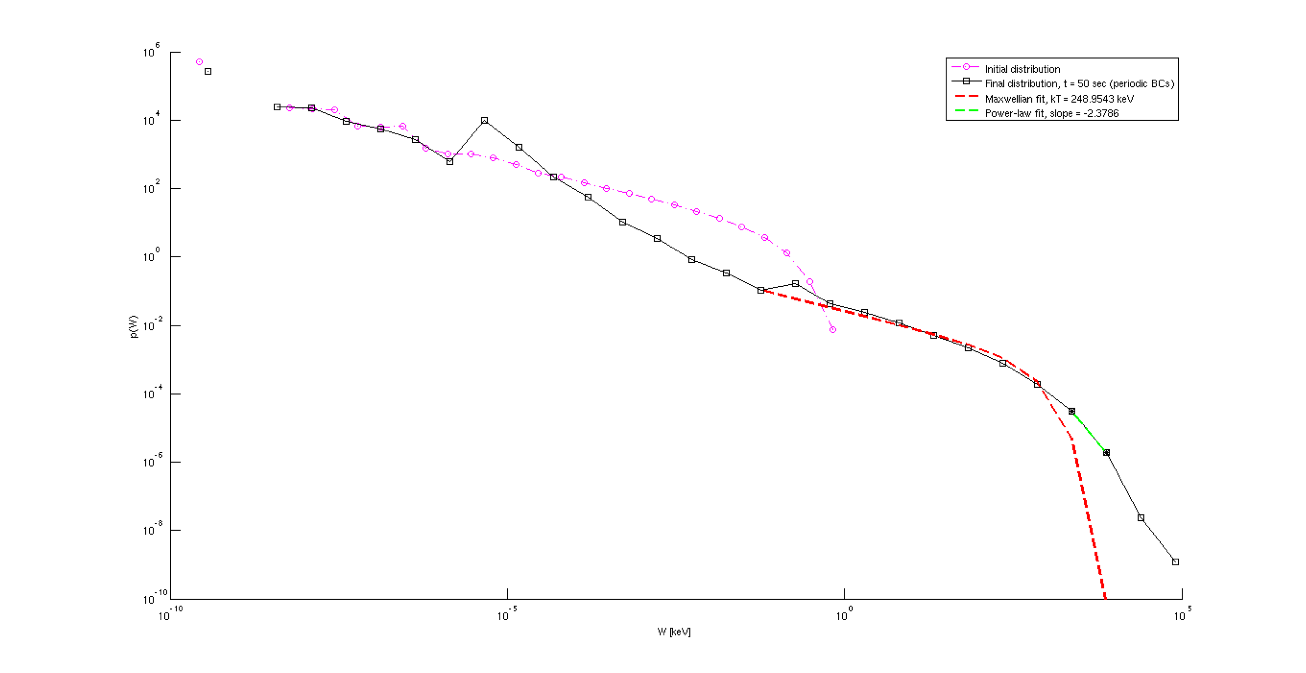 10^6
10^4
10^2
10^0
10^-2
10^-4
10^-6
10^-8
10^-10
p(W)
10^-10
10^-5
10^0
10^5
W [keV]
Initial distribution
Final distribution, t = 50 sec (periodic BCs)
Maxwellian fit, kT = 248.9543 keV
Power-law fit, slope = -2.3786